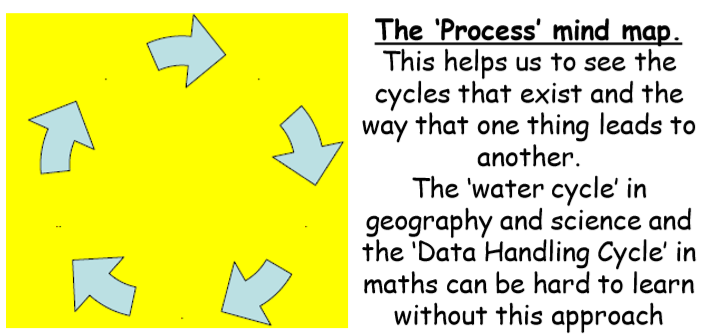 The ‘Process’ mind map.
This helps us to see the
cycles that exist and the
way that one thing leads to
another.
The ‘water cycle’ in
geography and science and
the ‘Data Handling Cycle’ in
maths can be hard to learn
without this approach